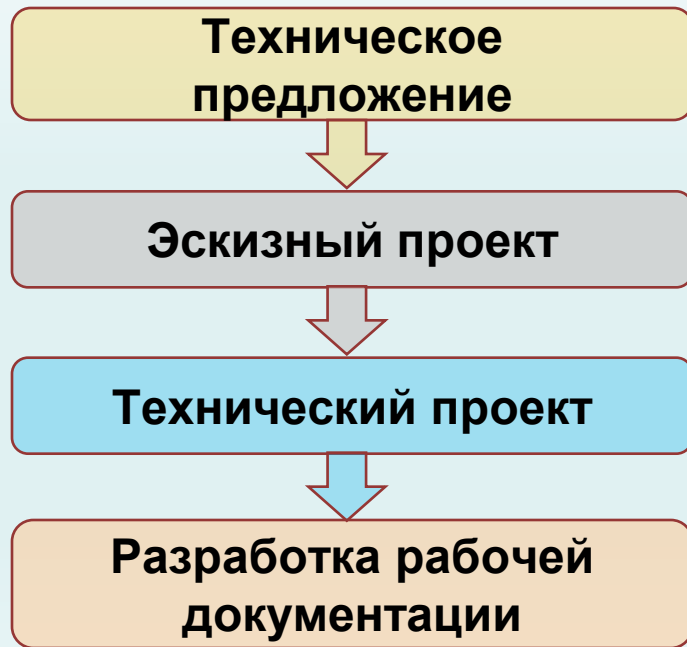 Техническое
предложение
Эскизный проект
Технический проект
Разработка рабочей
документации